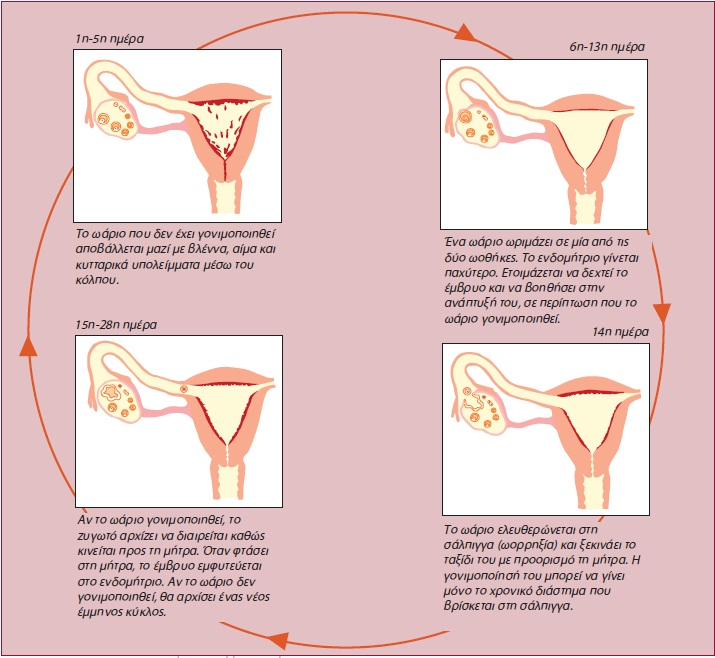 1η-5η ημέρα
Το ωάριο που δεν έχει γονιμοποιηθεί
αποβάλλεται μαζί με βλέννα, αίμα και
κυτταρικά υπολείμματα μέσω του
κόλπου.
6η-13η ημέρα
Ένα ωάριο ωριμάζει σε μία από τις
δύο ωοθήκες. Το ενδομήτριο γίνεται
παχύτερο. Ετοιμάζεται να δεχτεί το
έμβρυο και να βοηθήσει στην
ανάπτυξή του, σε περίπτωση που το
ωάριο γονιμοποιηθεί.
14η ημέρα
Το ωάριο ελευθερώνεται στη
σάλπιγγα (ωορρηξία) και ξεκινάει το
ταξίδι του με προορισμό τη μήτρα. Η
γονιμοποίησή του μπορεί να γίνει
μόνο το χρονικό διάστημα που
βρίσκεται στη σάλπιγγα.
15η-28η ημέρα
Αν το ωάριο γονιμοποιηθεί, το
ζυγωτό αρχίζει να διαιρείται καθώς
κινείται προς τη μήτρα. Όταν φτάσει
στη μήτρα, το έμβρυο εμφυτεύεται
στο ενδομήτριο. Αν το ωάριο δεν
γονιμοποιηθεί, θα αρχίσει ένας νέος
έμμηνος κύκλος.